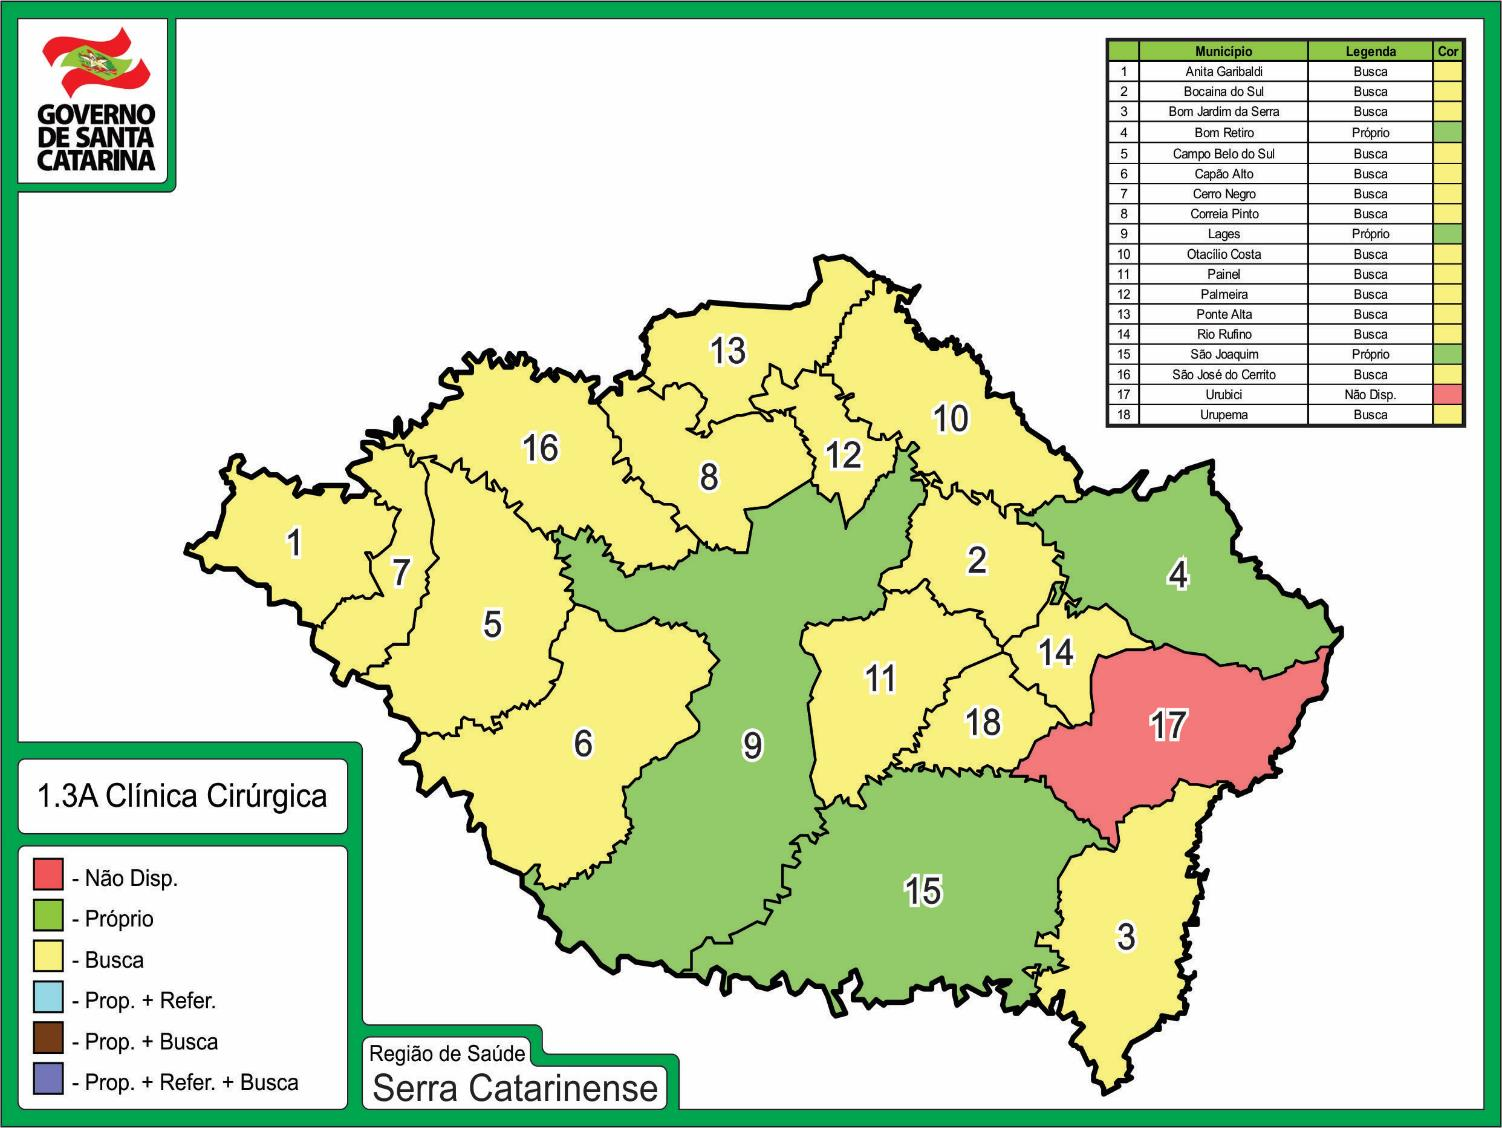 GOVERNO
DE SANTA
CATARINA
Município Legenda Cor
1 Anita Garibaldi Busca
2 Bocaina do Sul Busca
3 Bom Jardim da Serra Busca
4 Bom Retiro Próprio
5 Campo Belo do Sul Busca
6 Capão Alto Busca
7 Cerro Negro Busca
8 Correia Pinto Busca
9 Lages Próprio
10 Otacílio Costa Busca
11 Painel Busca
12 Palmeira Busca
13 Ponte Alta Busca
14 Rio Rufino Busca
15 São Joaquim Próprio
16 São José do Cerrito Busca
17 Urubici Não Disp.
18 Urupema Busca
13
10
16
12
8
1
2
7
4
5
14
11
18
17
6
9
15
3
1.3A Clínica Cirúrgica
- Não Disp.
- Próprio
- Busca
- Prop. + Refer.
- Prop. + Busca
- Prop. + Refer. + Busca
Região de Saúde
Serra Catarinense